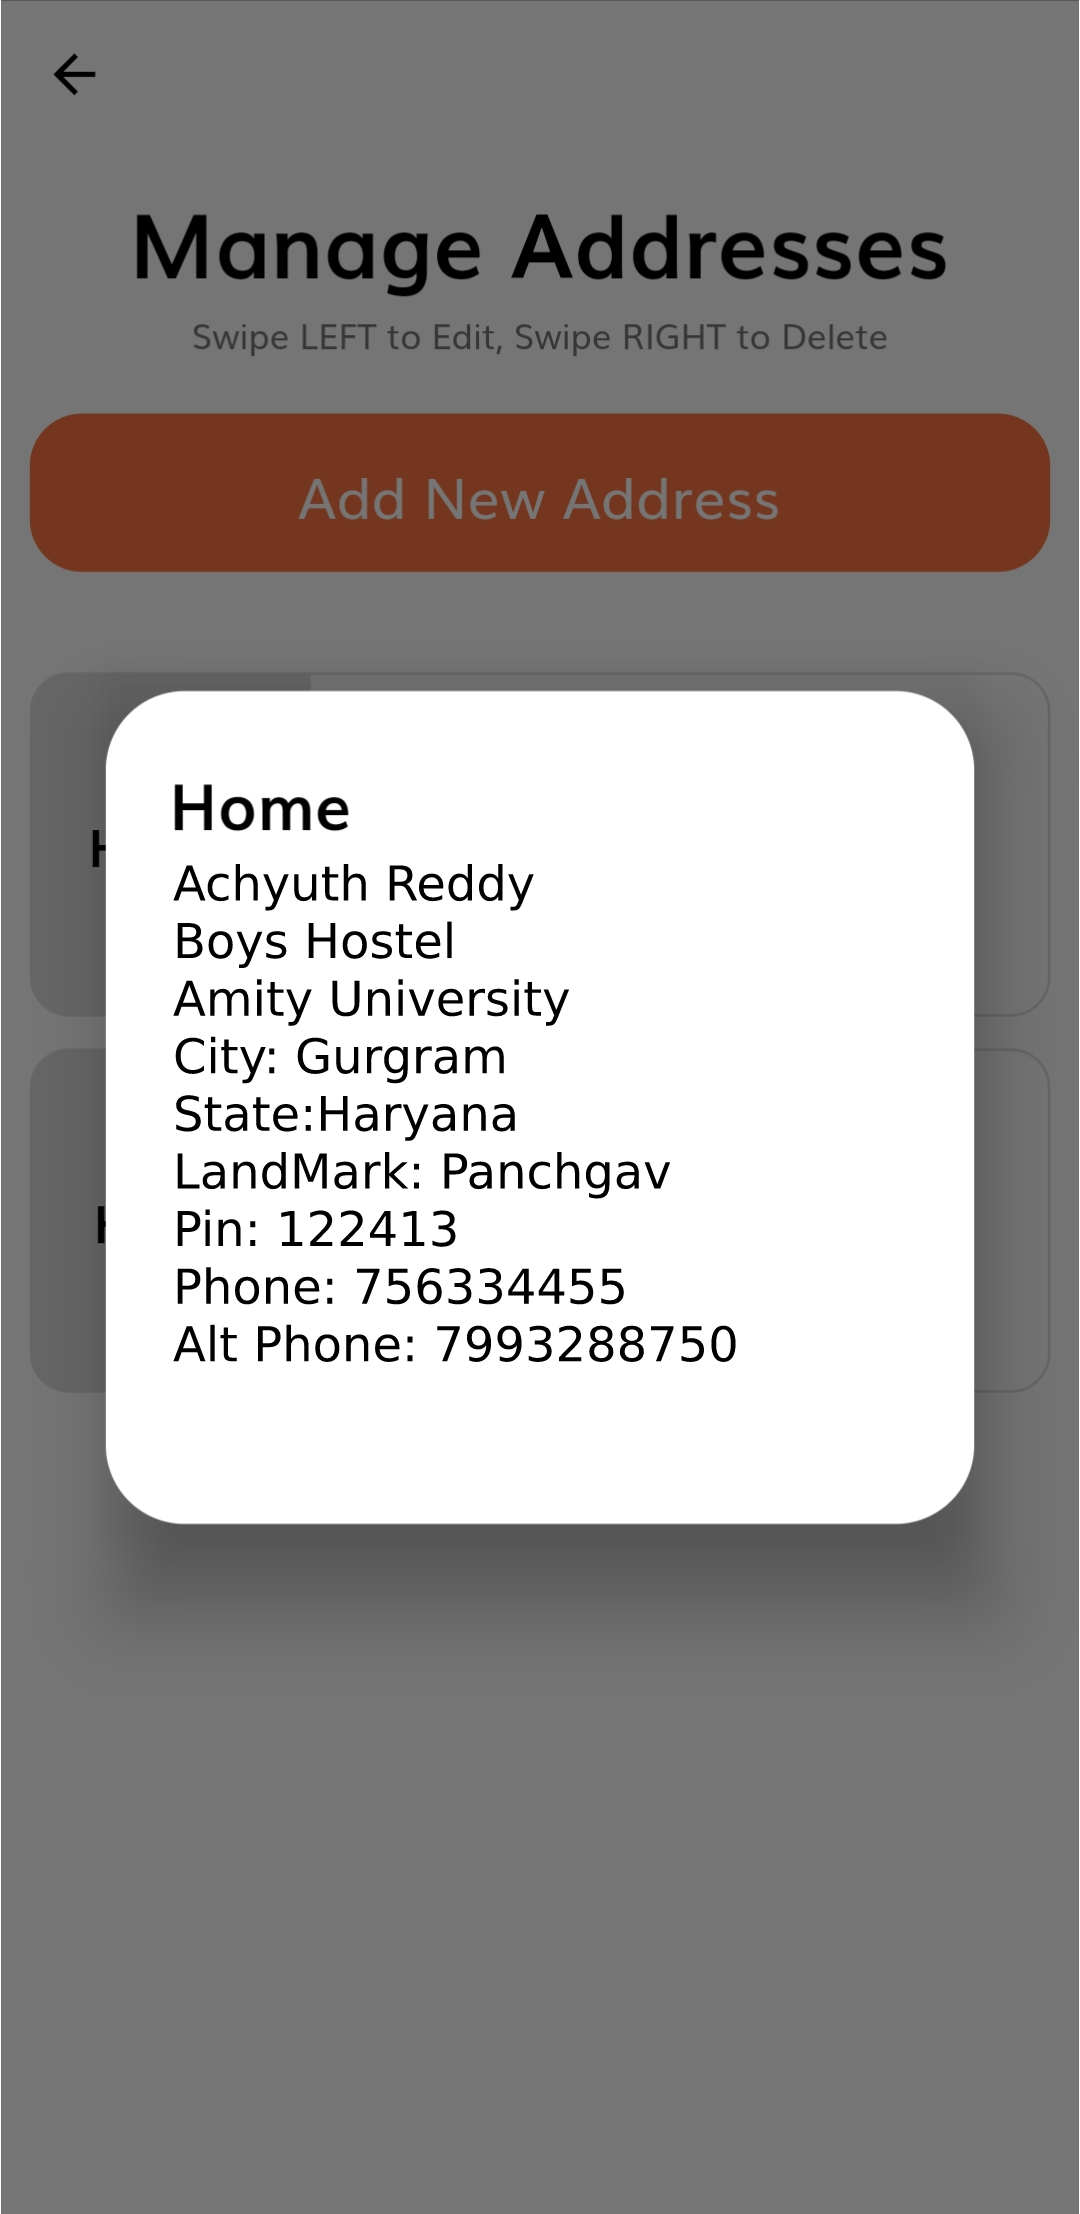 Manage Addresses
Swipe LEFT to Edit, Swipe RIGHT to Delete
Add New Address
Home
Achyuth Reddy
Boys Hostel
Amity University
City: Gurgram
State:Haryana
LandMark: Panchgav
Pin: 122413
Phone: 756334455
Alt Phone: 7993288750